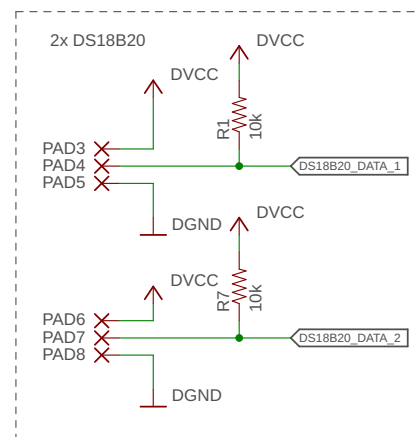 2x DS18B20
DVCC
DVCC
R1
10k
PAD3
PAD4
PAD5
DS18B20_DATA_1
DGND
DVCC
DVCC
R7
10k
PAD6
PAD7
PAD8
DS18B20_DATA_2
DGND